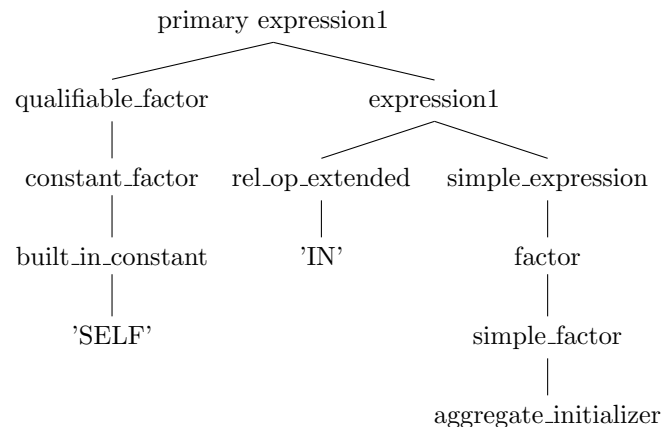 primary expression1
qualifiable_factor expression1
constant_factor rel_op_extended simple_expression
built_in_constant 'IN' factor
'SELF' simple_factor
aggregate_initializer